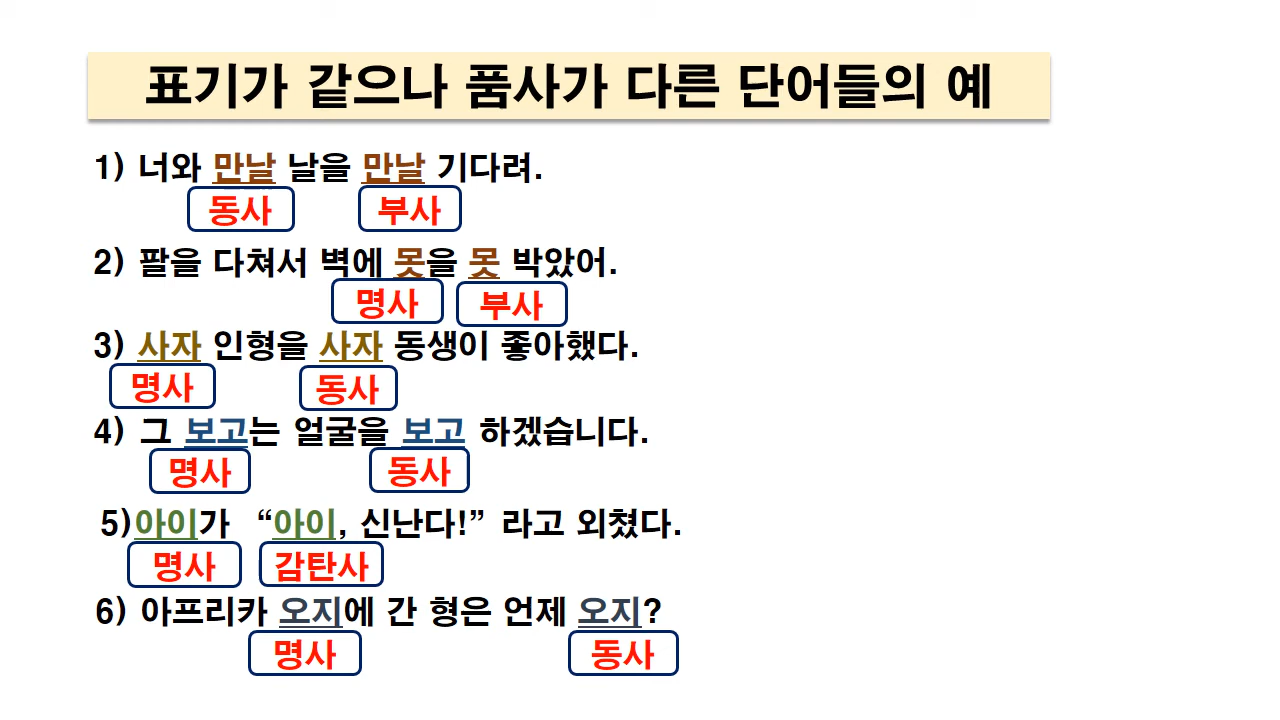 표기가 같으나 품사가 다른 단어들의 예
1) 너와 만날 날을 만날 기다려.
동사 부사
2) 팔을 다쳐서 벽에 못을 못 박았어.
명사 부사
3) 사자 인형을 사자 동생이 좋아했다.
명사 동사
4) 그 보고는 얼굴을 보고 하겠습니다.
명사 동사
5)아이가 “아이, 신난다!” 라고 외쳤다.
명사 감탄사
6) 아프리카 오지에 간 형은 언제 오지?
명사 동사